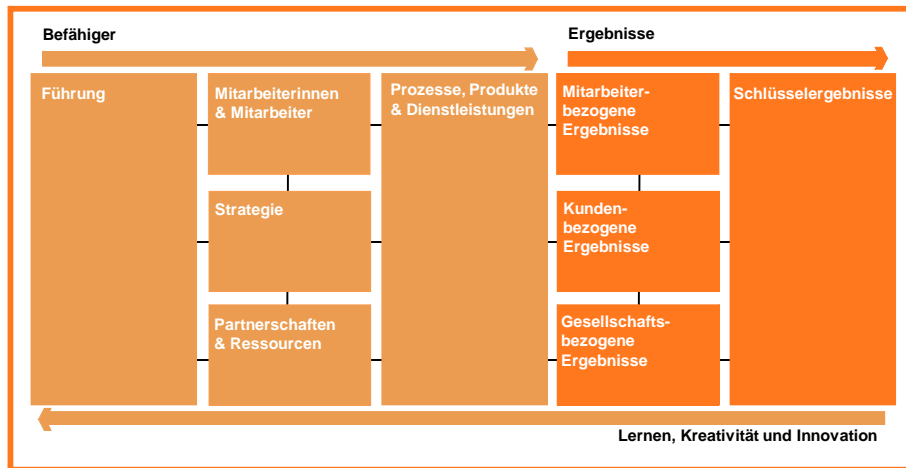 Befähiger
Ergebnisse
Führung
Mitarbeiterinnen
& Mitarbeiter
Prozesse, Produkte
& Dienstleistungen
Mitarbeiter-
bezogene
Ergebnisse
Schlüsselergebnisse
Strategie
Kunden-
bezogene
Ergebnisse
Partnerschaften
& Ressourcen
Gesellschafts-
bezogene
Ergebnisse
Lernen, Kreativität und Innovation